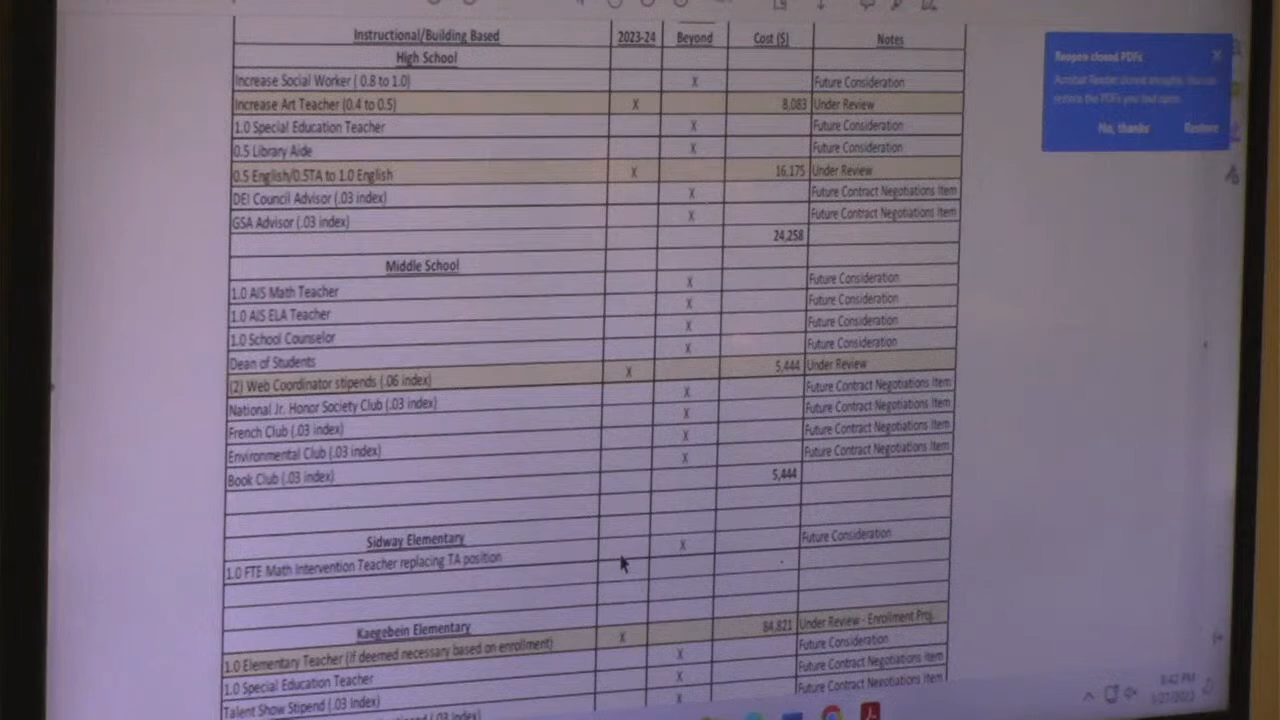 Instructional/Building Based 2023-24 Beyond Cost ($) Notes
High School
Increase Social Worker ( 0.8 to 1.0) X Future Consideration
Increase Art Teacher (0.4 to 0.5) X 8,083 Under Review
1.0 Special Education Teacher X Future Consideration
0.5 Library Aide X Future Consideration
0.5 English/0.5TA to 1.0 English X 16,175 Under Review
DEI Council Advisor (.03 index) X Future Contract Negotiations Item
GSA Advisor (.03 index) X Future Contract Negotiations Item
24,258
Middle School
1.0 AIS Math Teacher X Future Consideration
1.0 AIS ELA Teacher X Future Consideration
1.0 School Counselor X Future Consideration
Dean of Students X Future Consideration
(2) Web Coordinator stipends (.06 index) X 5,444 Under Review
National Jr. Honor Society Club (.03 index) X Future Contract Negotiations Item
French Club (.03 index) X Future Contract Negotiations Item
Environmental Club (.03 index) X Future Contract Negotiations Item
Book Club (.03 index) X Future Contract Negotiations Item
5,444
Sidway Elementary
1.0 FTE Math Intervention Teacher replacing TA position X Future Consideration
Kaegebein Elementary
1.0 Elementary Teacher (if deemed necessary based on enrollment) X 84,821 Under Review - Enrollment Proj.
1.0 Special Education Teacher X Future Consideration
Talent Show Stipend (.03 Index) X Future Contract Negotiations Item
(.03 Index) X Future Contract Negotiations Item
Reopen closed PDFs
No, thanks Restore